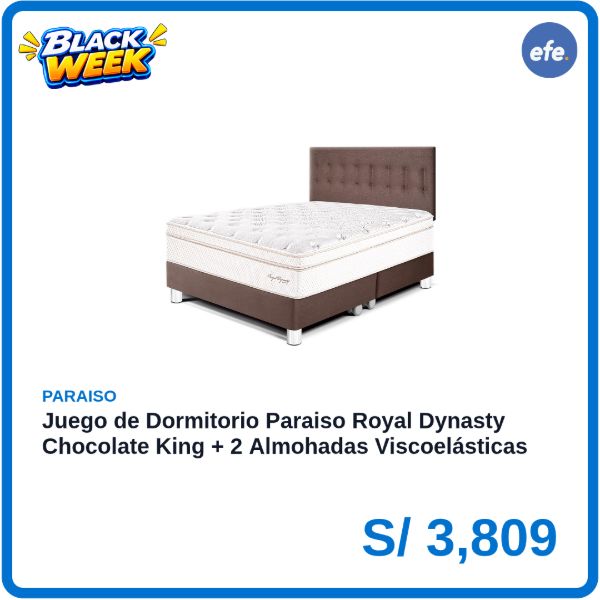 BLACK
WEEK
efe.
PARAISO
Juego de Dormitorio Paraiso Royal Dynasty
Chocolate King + 2 Almohadas Viscoelásticas
S/ 3,809